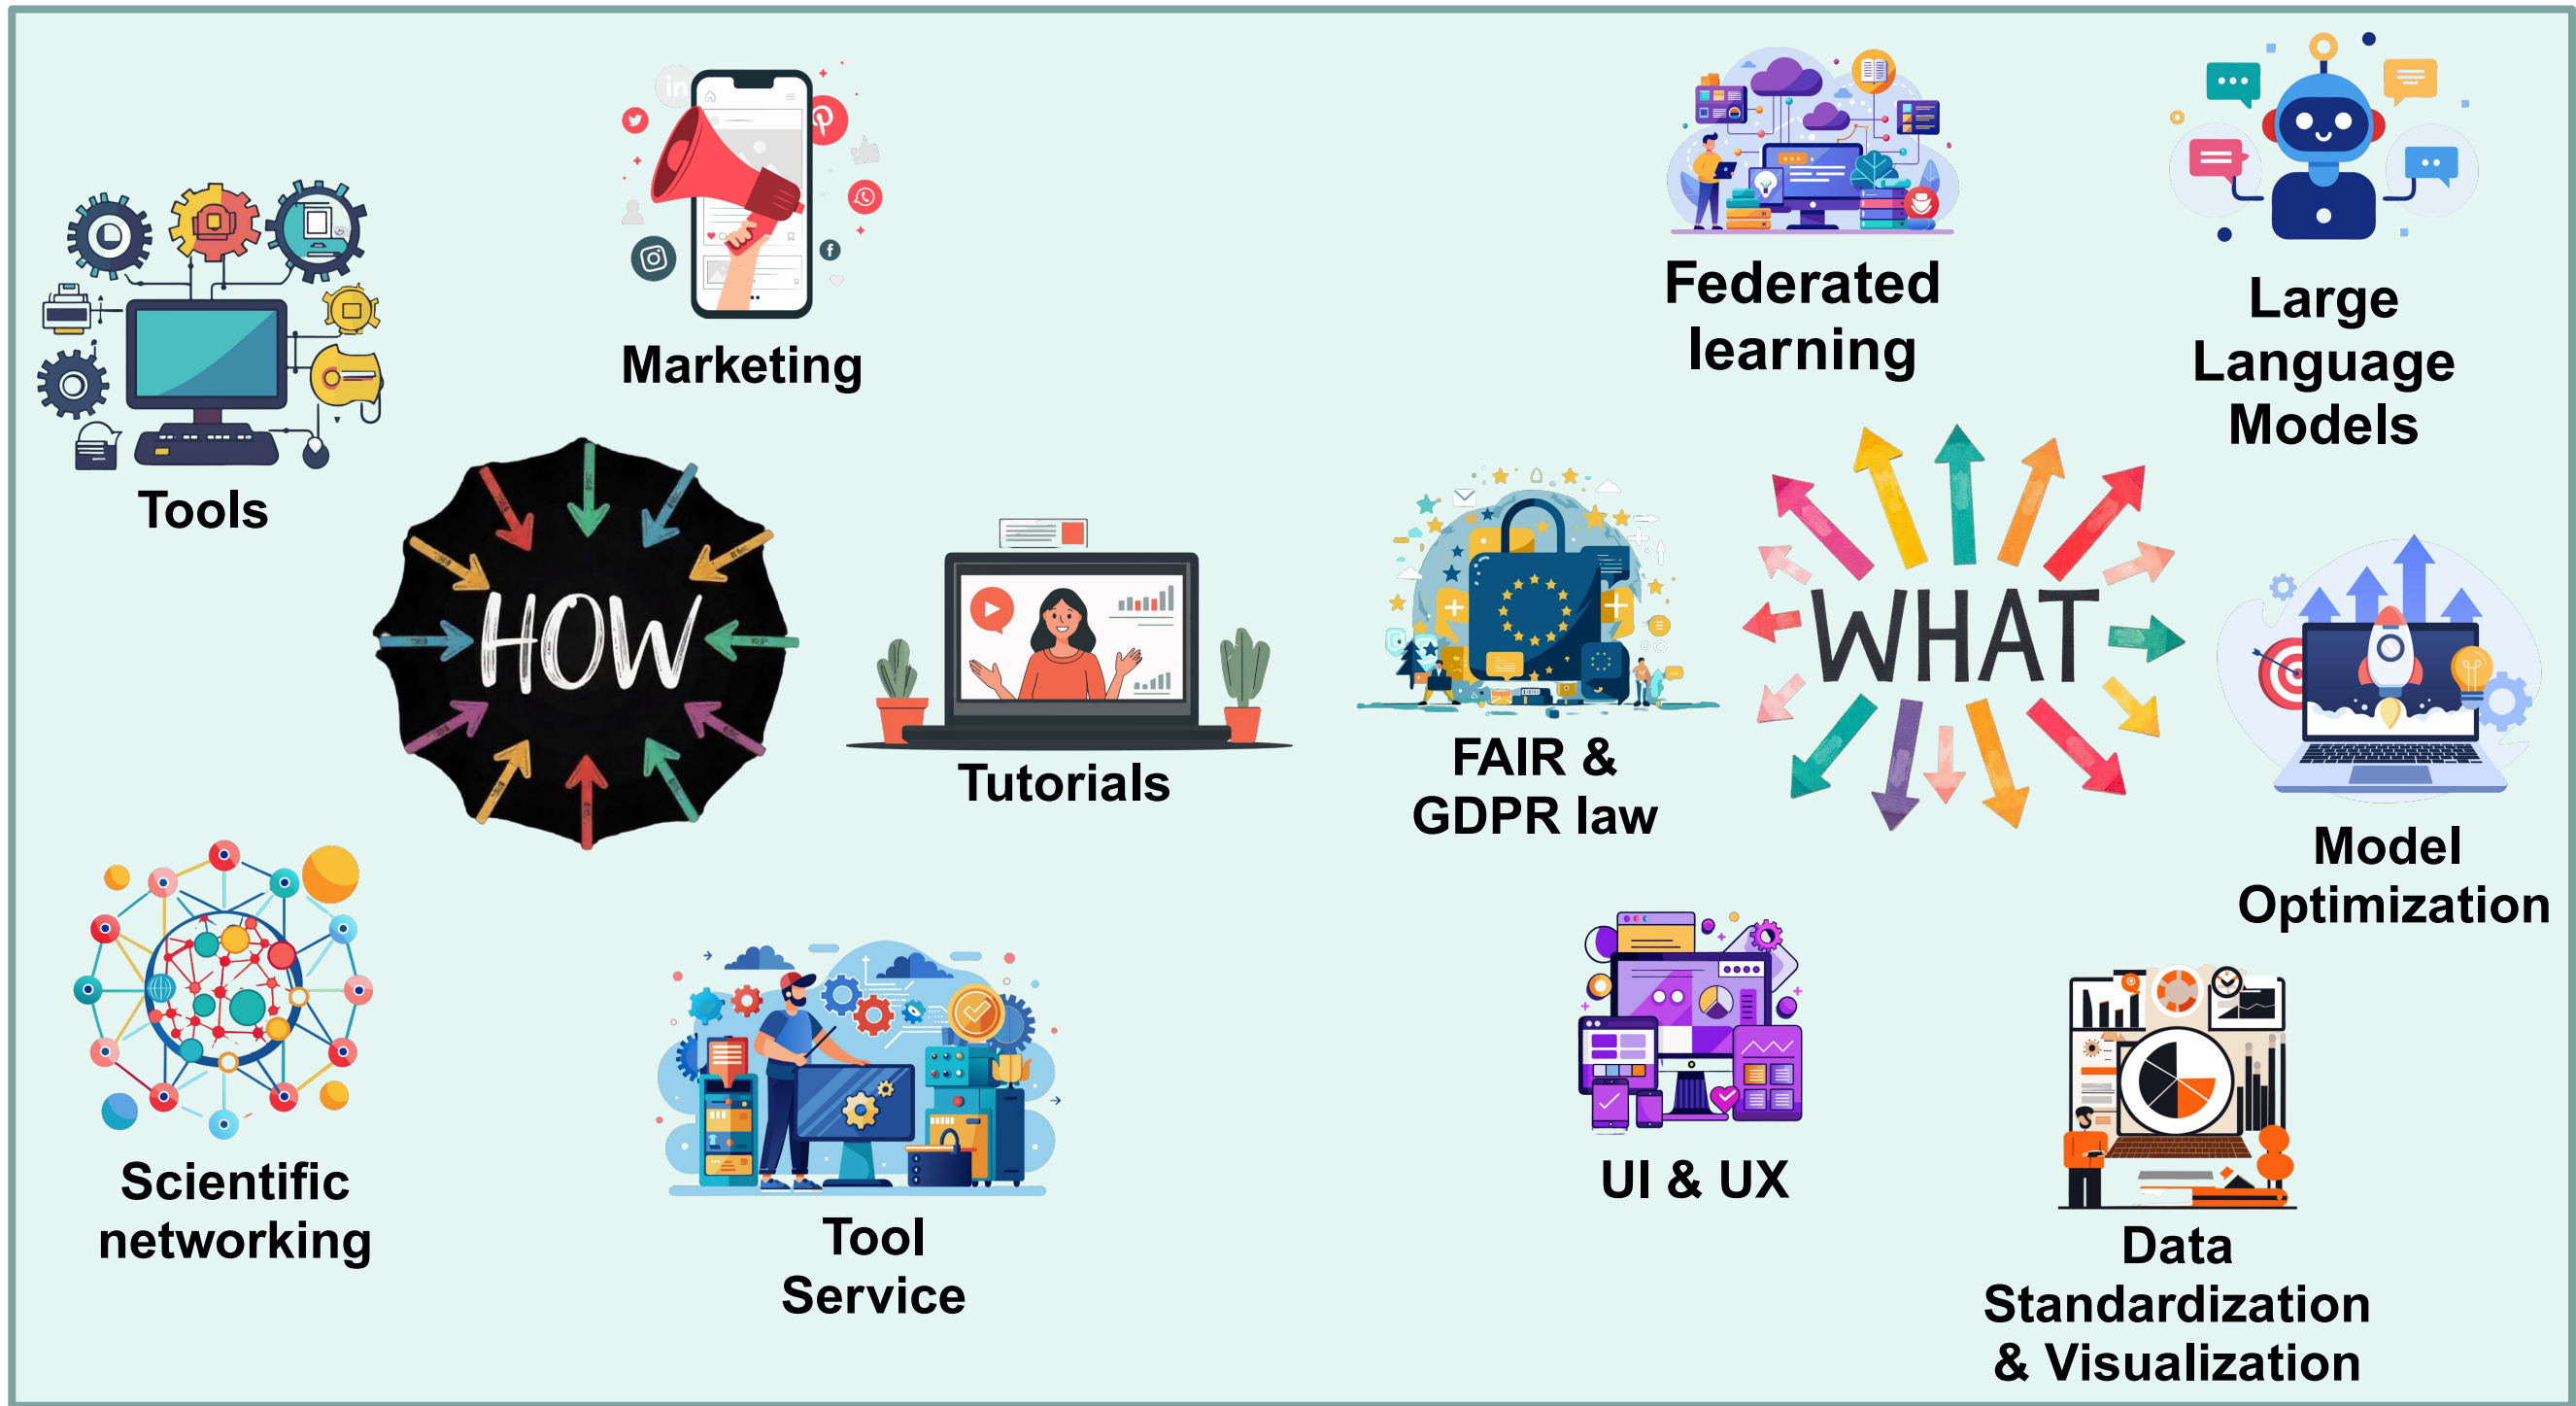 Tools
Marketing
HOW
Tutorials
Scientific
networking
Tool
Service
Federated
learning
Large
Language
Models
WHAT
FAIR &
GDPR law
Model
Optimization
UI & UX
Data
Standardization
& Visualization